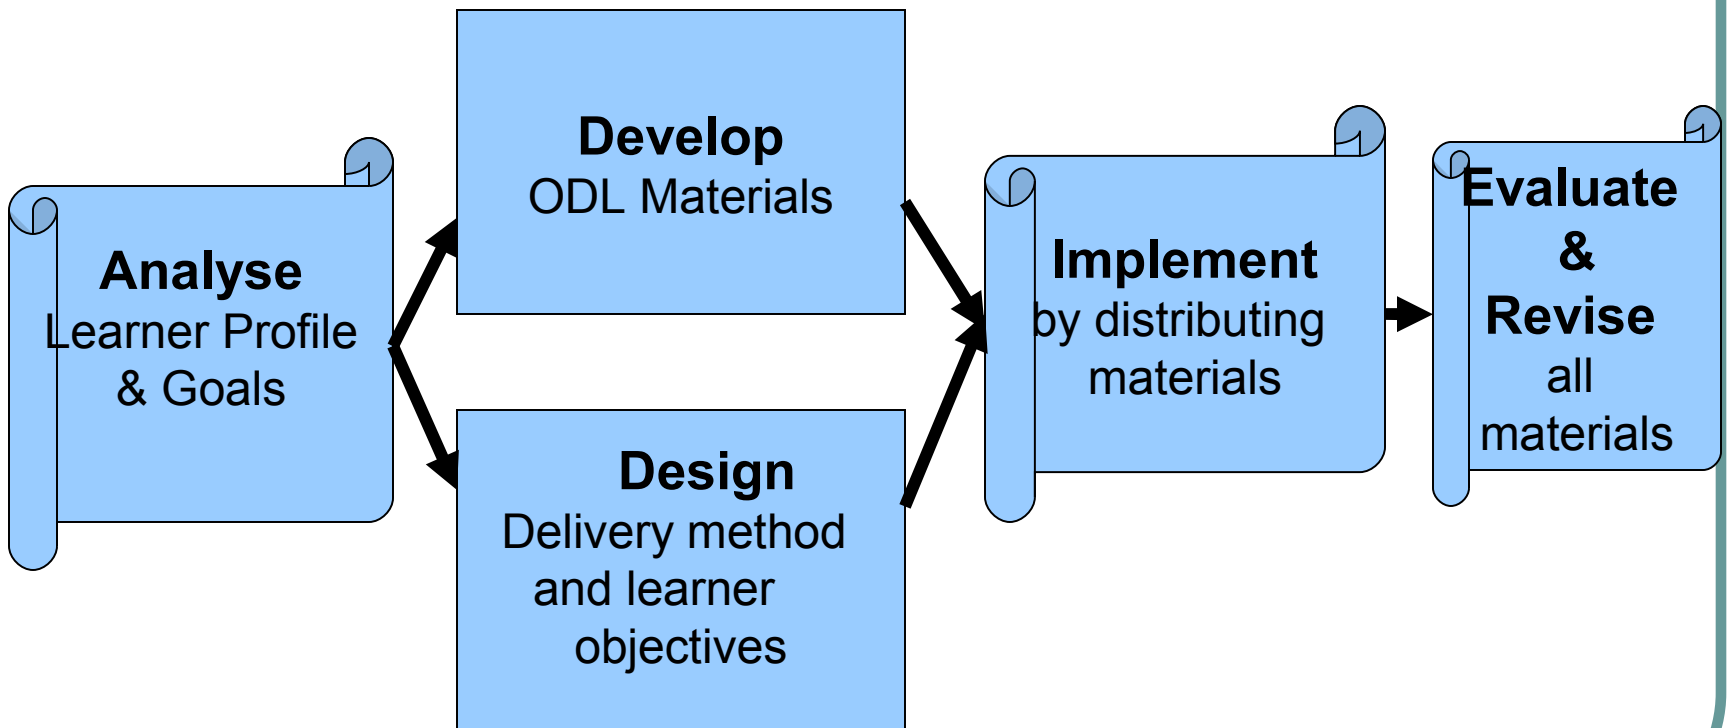 Analyse
Learner Profile
& Goals
Develop
ODL Materials
Design
Delivery method
and learner
objectives
Implement
by distributing
materials
Evaluate
&
Revise
all
materials